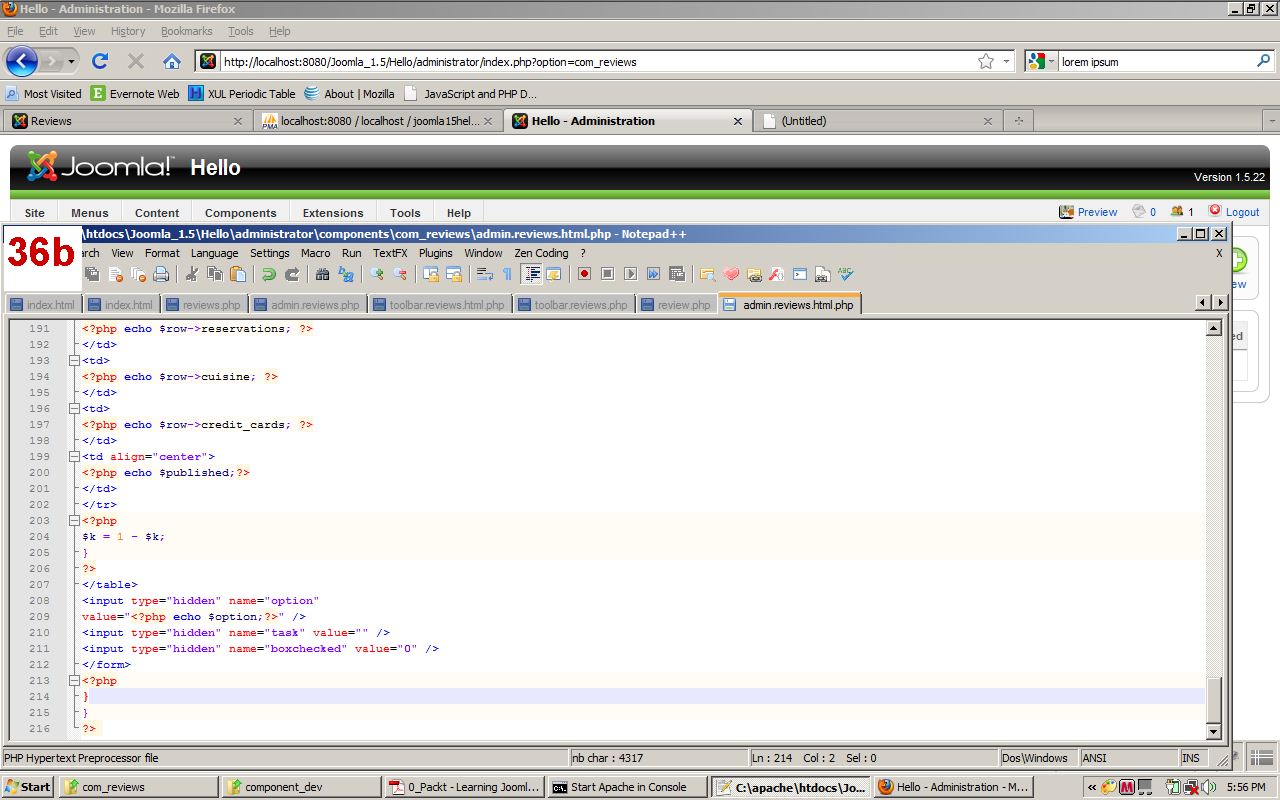 Hello - Administration - Mozilla Firefox
File Edit View History Bookmarks Tools Help
http://localhost:8080/Joomla_1.5/Hello/administrator/index.php?option=com_reviews
lorem ipsum
Most Visited Evernote Web XUL Periodic Table About | Mozilla JavaScript and PHP D...
Reviews localhost:8080 / localhost / joomla15hel... Hello - Administration (Untitled)
Joomla! Hello
Version 1.5.22
Site Menus Content Components Extensions Tools Help Preview 0 1 Logout
36b
\htdocs\Joomla_1.5\Hello\administrator\components\com_reviews\admin.reviews.html.php - Notepad++
arch View Format Language Settings Macro Run TextFX Plugins Window Zen Coding ? X
ew
index.html index.html reviews.php admin.reviews.php toolbar.reviews.html.php toolbar.reviews.php review.php admin.reviews.html.php
ed
191 <?php echo $row->reservations; ?>
192 </td>
193 <td>
194 <?php echo $row->cuisine; ?>
195 </td>
196 <td>
197 <?php echo $row->credit_cards; ?>
198 </td>
199 <td align="center">
200 <?php echo $published;?>
201 </td>
202 </tr>
203 <?php
204 $k = 1 - $k;
205 }
206 ?>
207 </table>
208 <input type="hidden" name="option"
209 value="<?php echo $option;?>" />
210 <input type="hidden" name="task" value="" />
211 <input type="hidden" name="boxchecked" value="0" />
212 </form>
213 <?php
214 }
215 }
216 ?>
PHP Hypertext Preprocessor file nb char : 4317 Ln : 214 Col : 2 Sel : 0 Dos\Windows ANSI INS
Start com_reviews component_dev 0_Packt - Learning Jooml... Start Apache in Console C:\apache\htdocs\Jo... Hello - Administration - M... « 5:56 PM